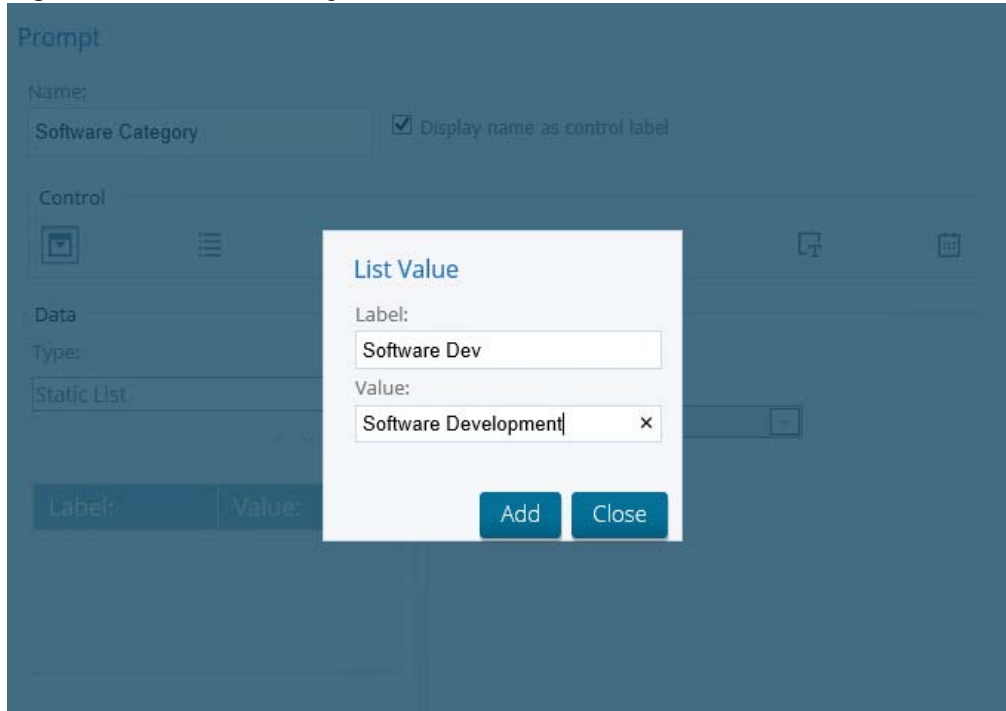 Prompt
Name:
Software Category
Display name as control label
Control
List Value
Data
Label:
Type:
Software Dev
Static List
Value:
Software Development
Label: Value:
Add Close